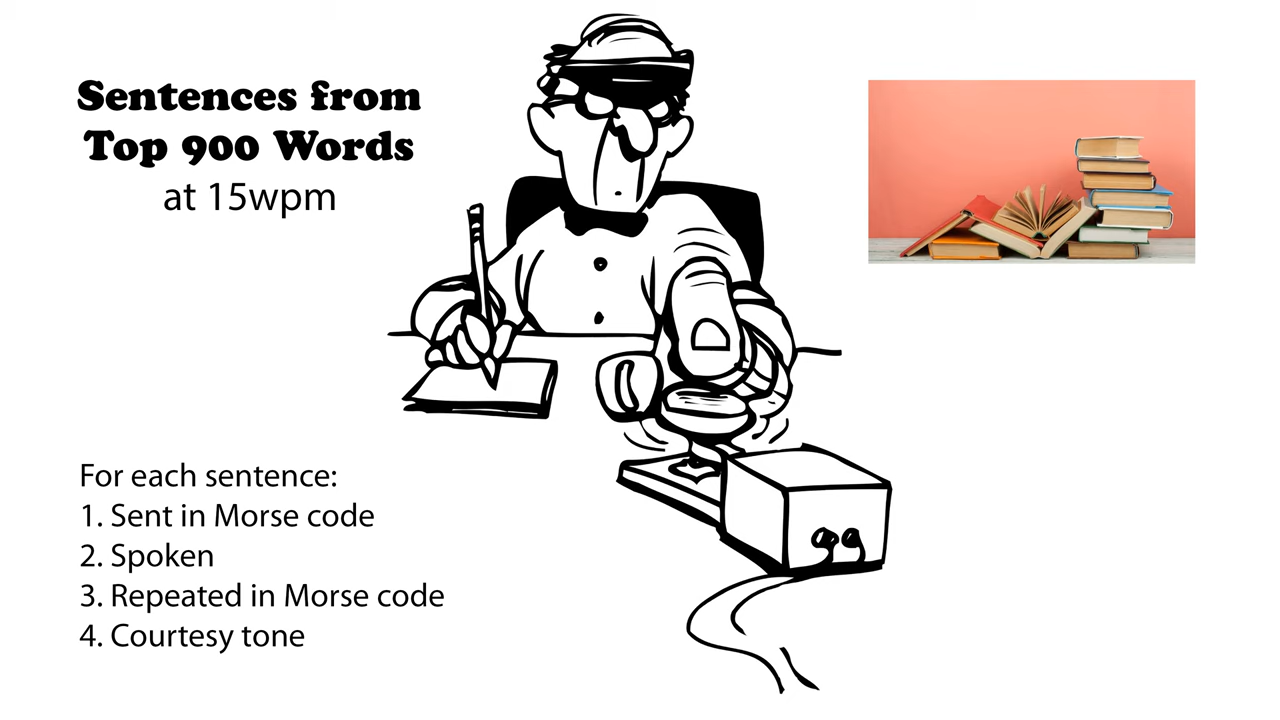 Sentences from
Top 900 Words
at 15wpm
For each sentence:
1. Sent in Morse code
2. Spoken
3. Repeated in Morse code
4. Courtesy tone